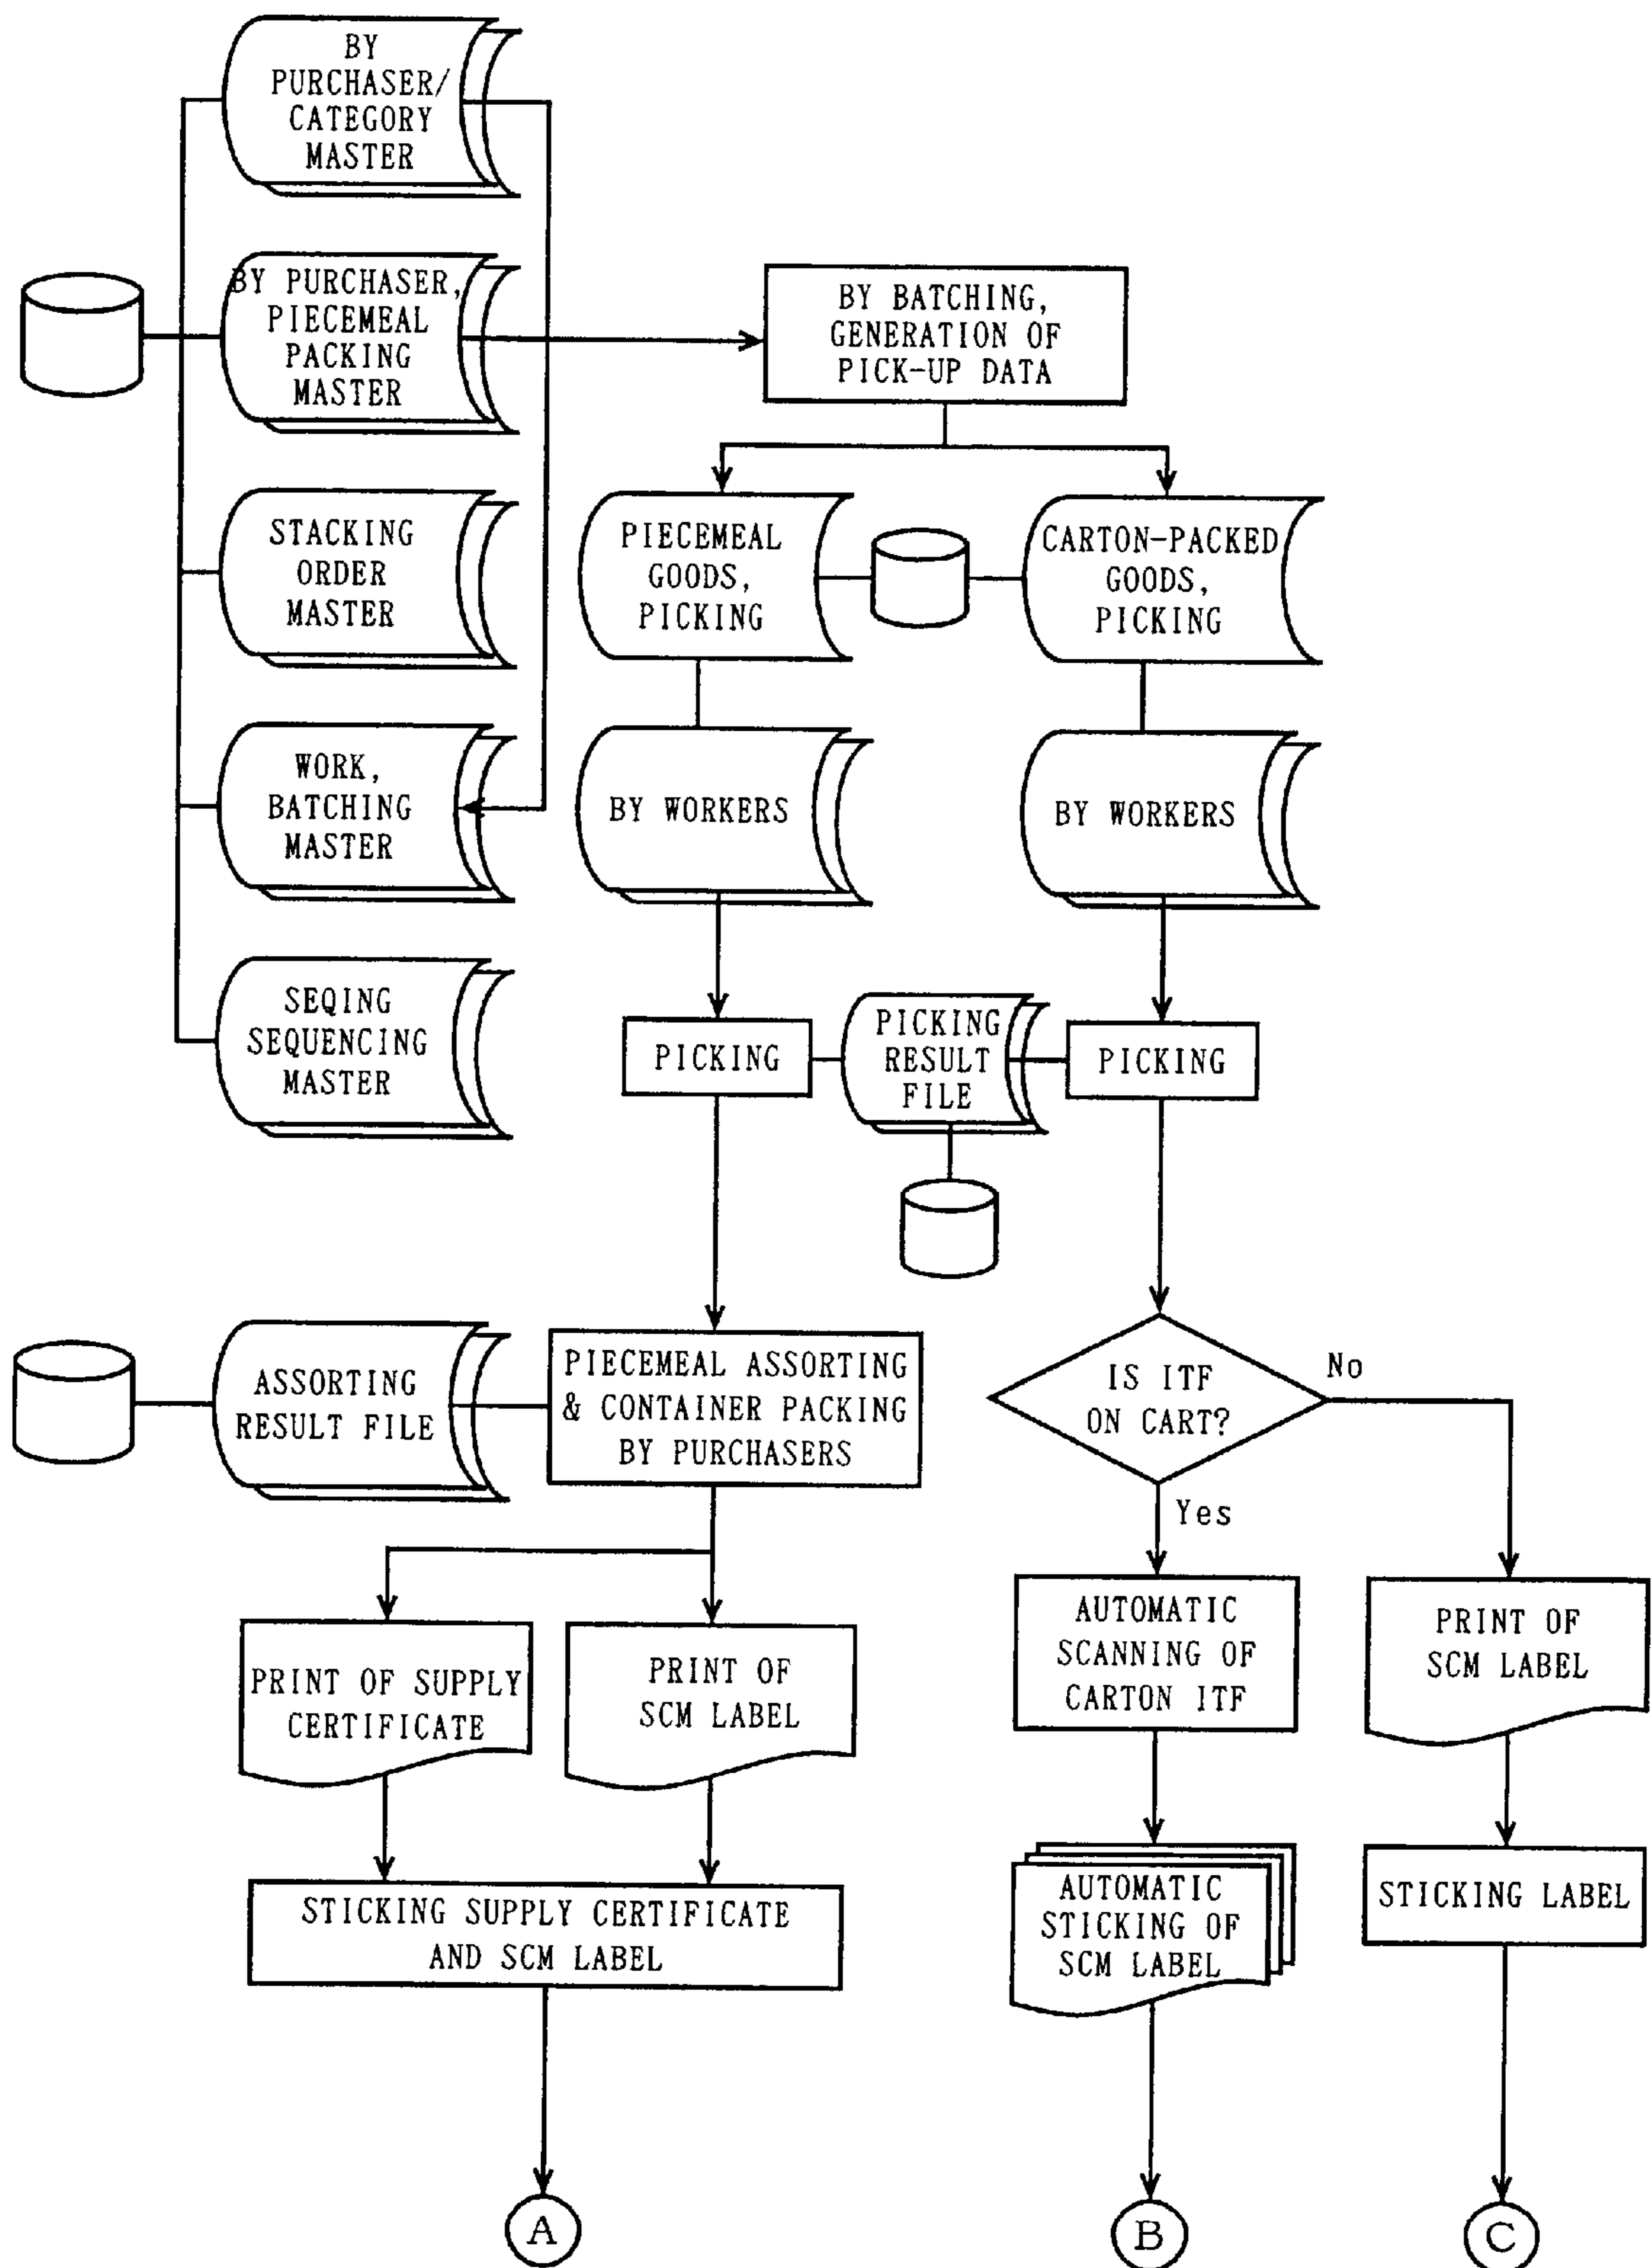 BY
PURCHASER/
CATEGORY
MASTER
BY PURCHASER,
PIECEMEAL
PACKING
MASTER
BY BATCHING,
GENERATION OF
PICK-UP DATA
STACKING
ORDER
MASTER
PIECEMEAL
GOODS,
PICKING
CARTON-PACKED
GOODS,
PICKING
WORK,
BATCHING
MASTER
BY WORKERS
BY WORKERS
SEQING
SEQUENCING
MASTER
PICKING
PICKING
RESULT
FILE
PICKING
ASSORTING
RESULT FILE
PIECEMEAL ASSORTING
& CONTAINER PACKING
BY PURCHASERS
IS ITF
ON CART?
No
Yes
PRINT OF SUPPLY
CERTIFICATE
PRINT OF
SCM LABEL
AUTOMATIC
SCANNING OF
CARTON ITF
PRINT OF
SCM LABEL
STICKING SUPPLY CERTIFICATE
AND SCM LABEL
AUTOMATIC
STICKING OF
SCM LABEL
STICKING LABEL
A
B
C